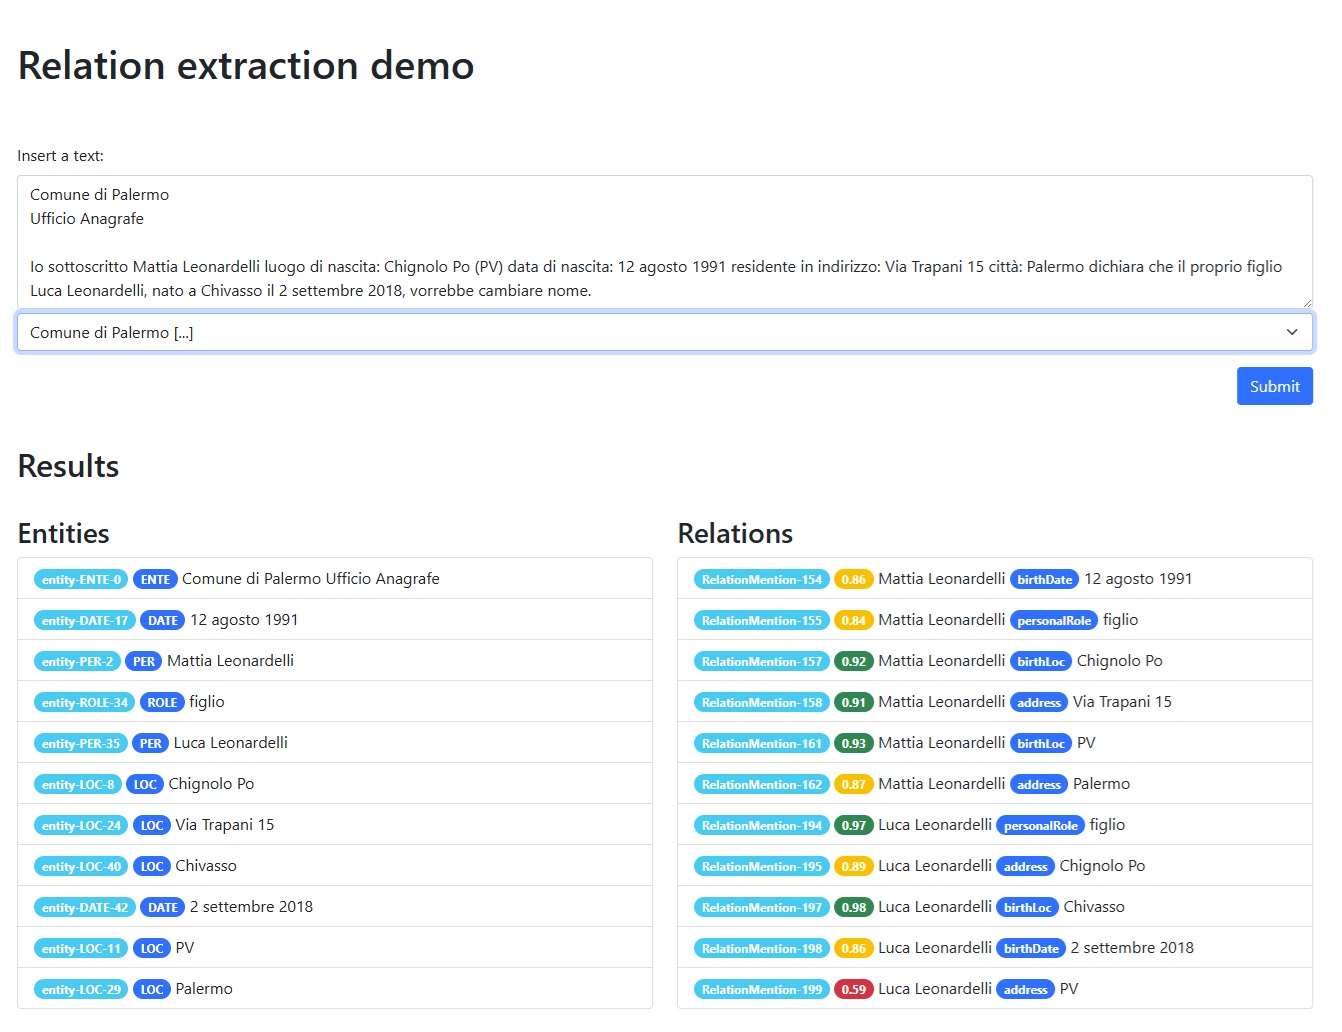 Relation extraction demo
Insert a text:
Comune di Palermo
Ufficio Anagrafe
Io sottoscritto Mattia Leonardelli luogo di nascita: Chignolo Po (PV) data di nascita: 12 agosto 1991 residente in indirizzo: Via Trapani 15 città: Palermo dichiara che il proprio figlio
Luca Leonardelli, nato a Chivasso il 2 settembre 2018, vorrebbe cambiare nome.
Comune di Palermo [...]
Submit
Results
Entities
entity-ENTE-0 ENTE Comune di Palermo Ufficio Anagrafe
entity-DATE-17 DATE 12 agosto 1991
entity-PER-2 PER Mattia Leonardelli
entity-ROLE-34 ROLE figlio
entity-PER-35 PER Luca Leonardelli
entity-LOC-8 LOC Chignolo Po
entity-LOC-24 LOC Via Trapani 15
entity-LOC-40 LOC Chivasso
entity-DATE-42 DATE 2 settembre 2018
entity-LOC-11 LOC PV
entity-LOC-29 LOC Palermo
Relations
RelationMention-154 0.86 Mattia Leonardelli birthDate 12 agosto 1991
RelationMention-155 0.84 Mattia Leonardelli personalRole figlio
RelationMention-157 0.92 Mattia Leonardelli birthLoc Chignolo Po
RelationMention-158 0.91 Mattia Leonardelli address Via Trapani 15
RelationMention-161 0.93 Mattia Leonardelli birthLoc PV
RelationMention-162 0.87 Mattia Leonardelli address Palermo
RelationMention-194 0.97 Luca Leonardelli personalRole figlio
RelationMention-195 0.89 Luca Leonardelli address Chignolo Po
RelationMention-197 0.98 Luca Leonardelli birthLoc Chivasso
RelationMention-198 0.86 Luca Leonardelli birthDate 2 settembre 2018
RelationMention-199 0.59 Luca Leonardelli address PV